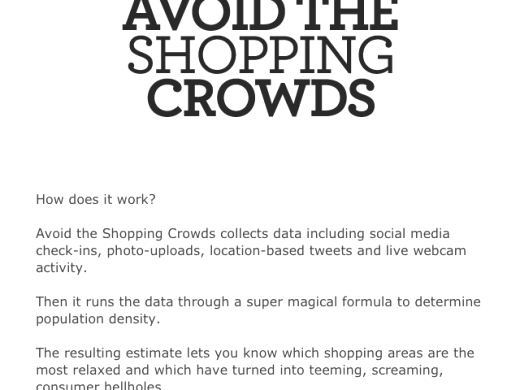 AVOID THE
SHOPPING
CROWDS
How does it work?
Avoid the Shopping Crowds collects data including social media
check-ins, photo-uploads, location-based tweets and live webcam
activity.
Then it runs the data through a super magical formula to determine
population density.
The resulting estimate lets you know which shopping areas are the
most relaxed and which have turned into teeming, screaming,
consumer hellholes.